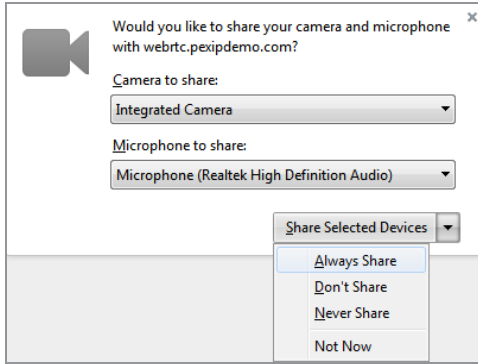 Would you like to share your camera and microphone
with webrtc.pexipdemo.com?
Camera to share:
Integrated Camera
Microphone to share:
Microphone (Realtek High Definition Audio)
Share Selected Devices
Always Share
Don't Share
Never Share
Not Now